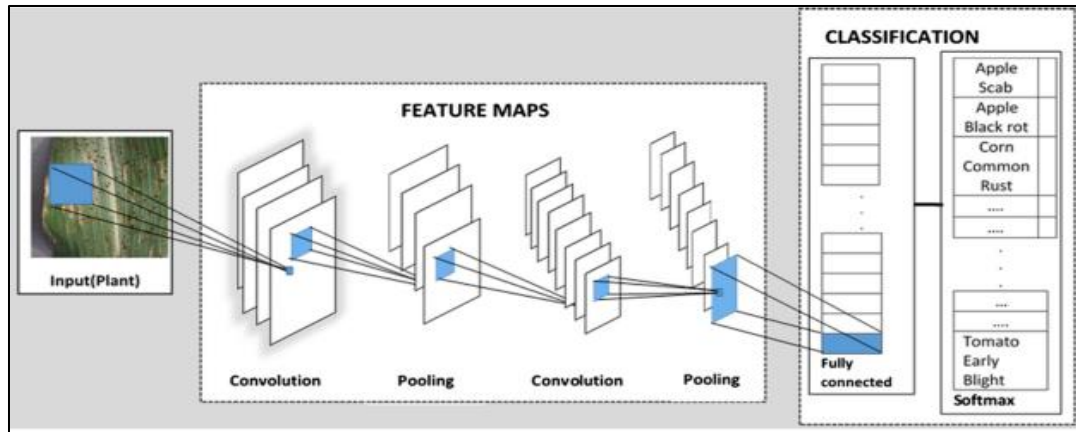 CLASSIFICATION
FEATURE MAPS
Input(Plant)
Convolution
Pooling
Convolution
Pooling
Fully
connected
Apple
Scab
Apple
Black rot
Corn
Common
Rust
....
....
...
....
Tomato
Early
Blight
Softmax